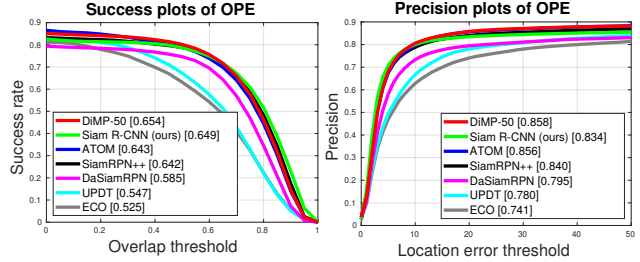 Success plots of OPE
Success rate
0.9
0.8
0.7
0.6
0.5
0.4
0.3
0.2
0.1
0
DiMP-50 [0.654]
Siam R-CNN (ours) [0.649]
ATOM [0.643]
SiamRPN++ [0.642]
DaSiamRPN [0.585]
UPDT [0.547]
ECO [0.525]
0 0.2 0.4 0.6 0.8 1
Overlap threshold
Precision plots of OPE
Precision
0.9
0.8
0.7
0.6
0.5
0.4
0.3
0.2
0.1
0
DiMP-50 [0.858]
Siam R-CNN (ours) [0.834]
ATOM [0.856]
SiamRPN++ [0.840]
DaSiamRPN [0.795]
UPDT [0.780]
ECO [0.741]
0 10 20 30 40 50
Location error threshold